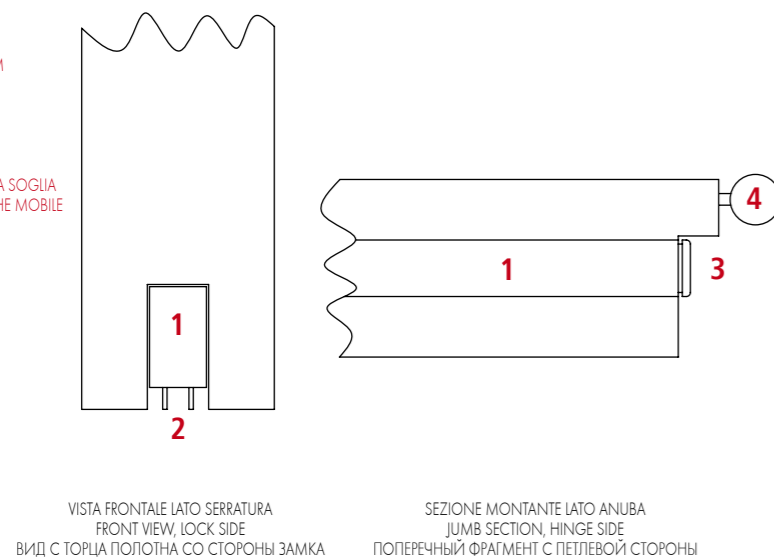 A SOGLIA
HE MOBILE
1
2
1
3
4
VISTA FRONTALE LATO SERRATURA
FRONT VIEW, LOCK SIDE
ВИД С ТОРЦА ПОЛОТНА СО СТОРОНЫ ЗАМКА
SEZIONE MONTANTE LATO ANUBA
JUMB SECTION, HINGE SIDE
ПОПЕРЕЧНЫЙ ФРАГМЕНТ С ПЕТЛЕВОЙ СТОРОНЫ